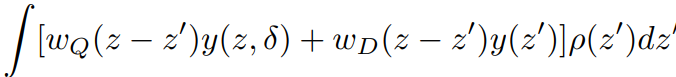 ∫[w_Q(z − z′)y(z, δ) + w_D(z − z′)y(z′)]ρ(z′)dz′